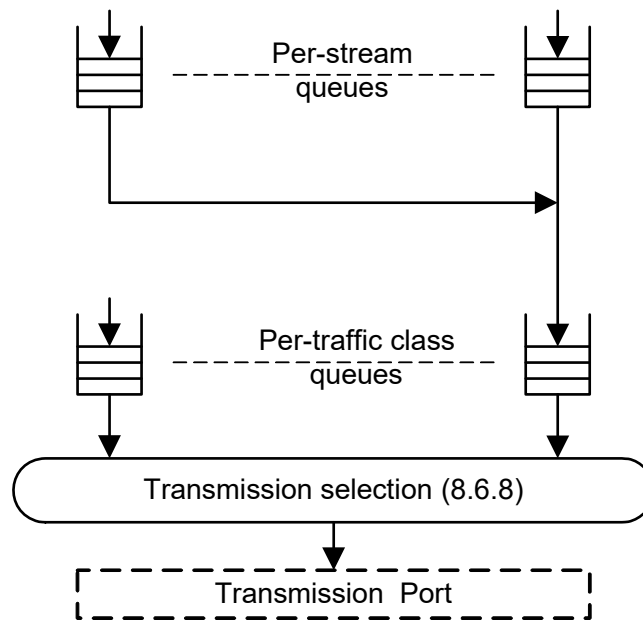 Per-stream
queues
Per-traffic class
queues
Transmission selection (8.6.8)
Transmission Port